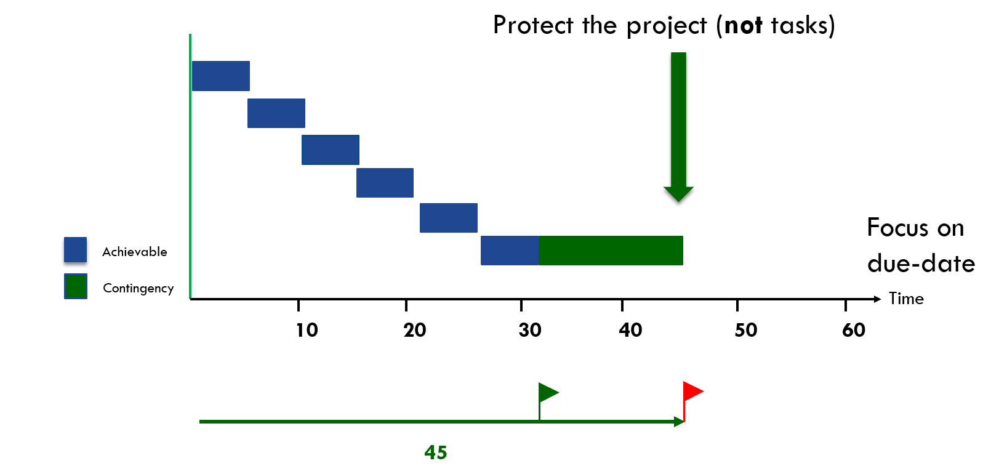 Protect the project (not tasks)
Focus on
due-date
Achievable
Contingency
Time
10 20 30 40 50 60
45